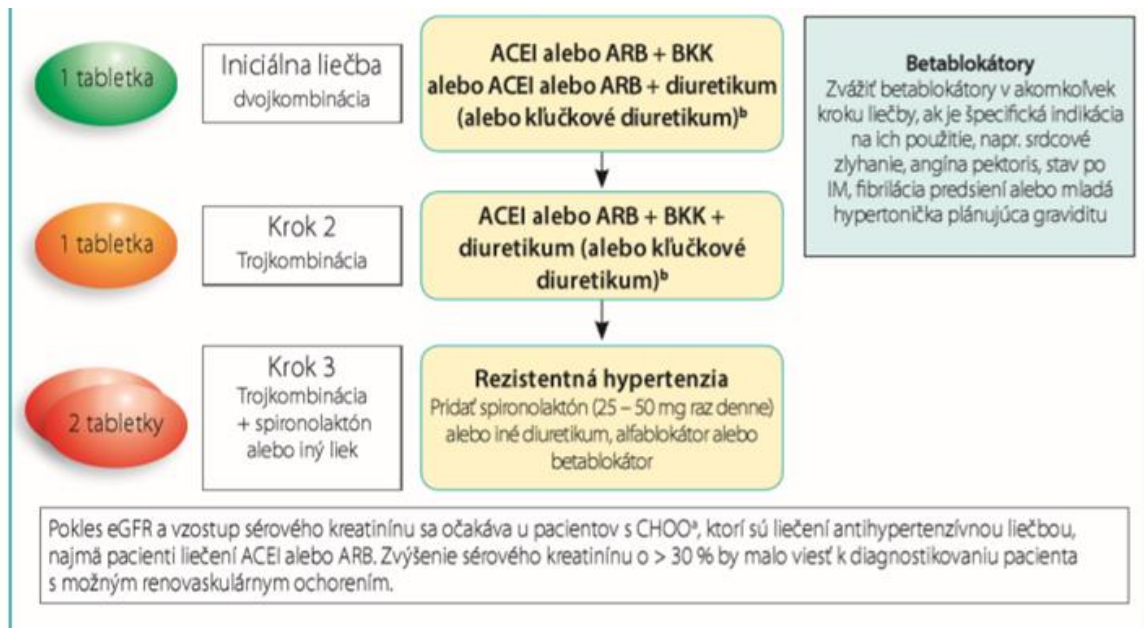 1 tabletka
Iniciálna liečba
dvojkombinácia
ACEI alebo ARB + BKK
alebo ACEI alebo ARB + diuretikum
(alebo kľučkové diuretikum)ᵇ
Betablokátory
Zvážiť betablokátory v akomkoľvek
kroku liečby, ak je špecifická indikácia
na ich použitie, napr. srdcové
zlyhanie, angína pektoris, stav po
IM, fibrilácia predsiení alebo mladá
hypertonička plánujúca graviditu
1 tabletka
Krok 2
Trojkombinácia
ACEI alebo ARB + BKK +
diuretikum (alebo kľučkové
diuretikum)ᵇ
2 tabletky
Krok 3
Trojkombinácia
+ spironolaktón
alebo iný liek
Rezistentná hypertenzia
Pridať spironolaktón (25 – 50 mg raz denne)
alebo iné diuretikum, alfablokátor alebo
betablokátor
Pokles eGFR a vzostup sérového kreatinínu sa očakáva u pacientov s CHOOᵃ, ktorí sú liečení antihypertenzívnou liečbou,
najmä pacienti liečení ACEI alebo ARB. Zvýšenie sérového kreatinínu o > 30 % by malo viesť k diagnostikovaniu pacienta
s možným renovaskulárnym ochorením.